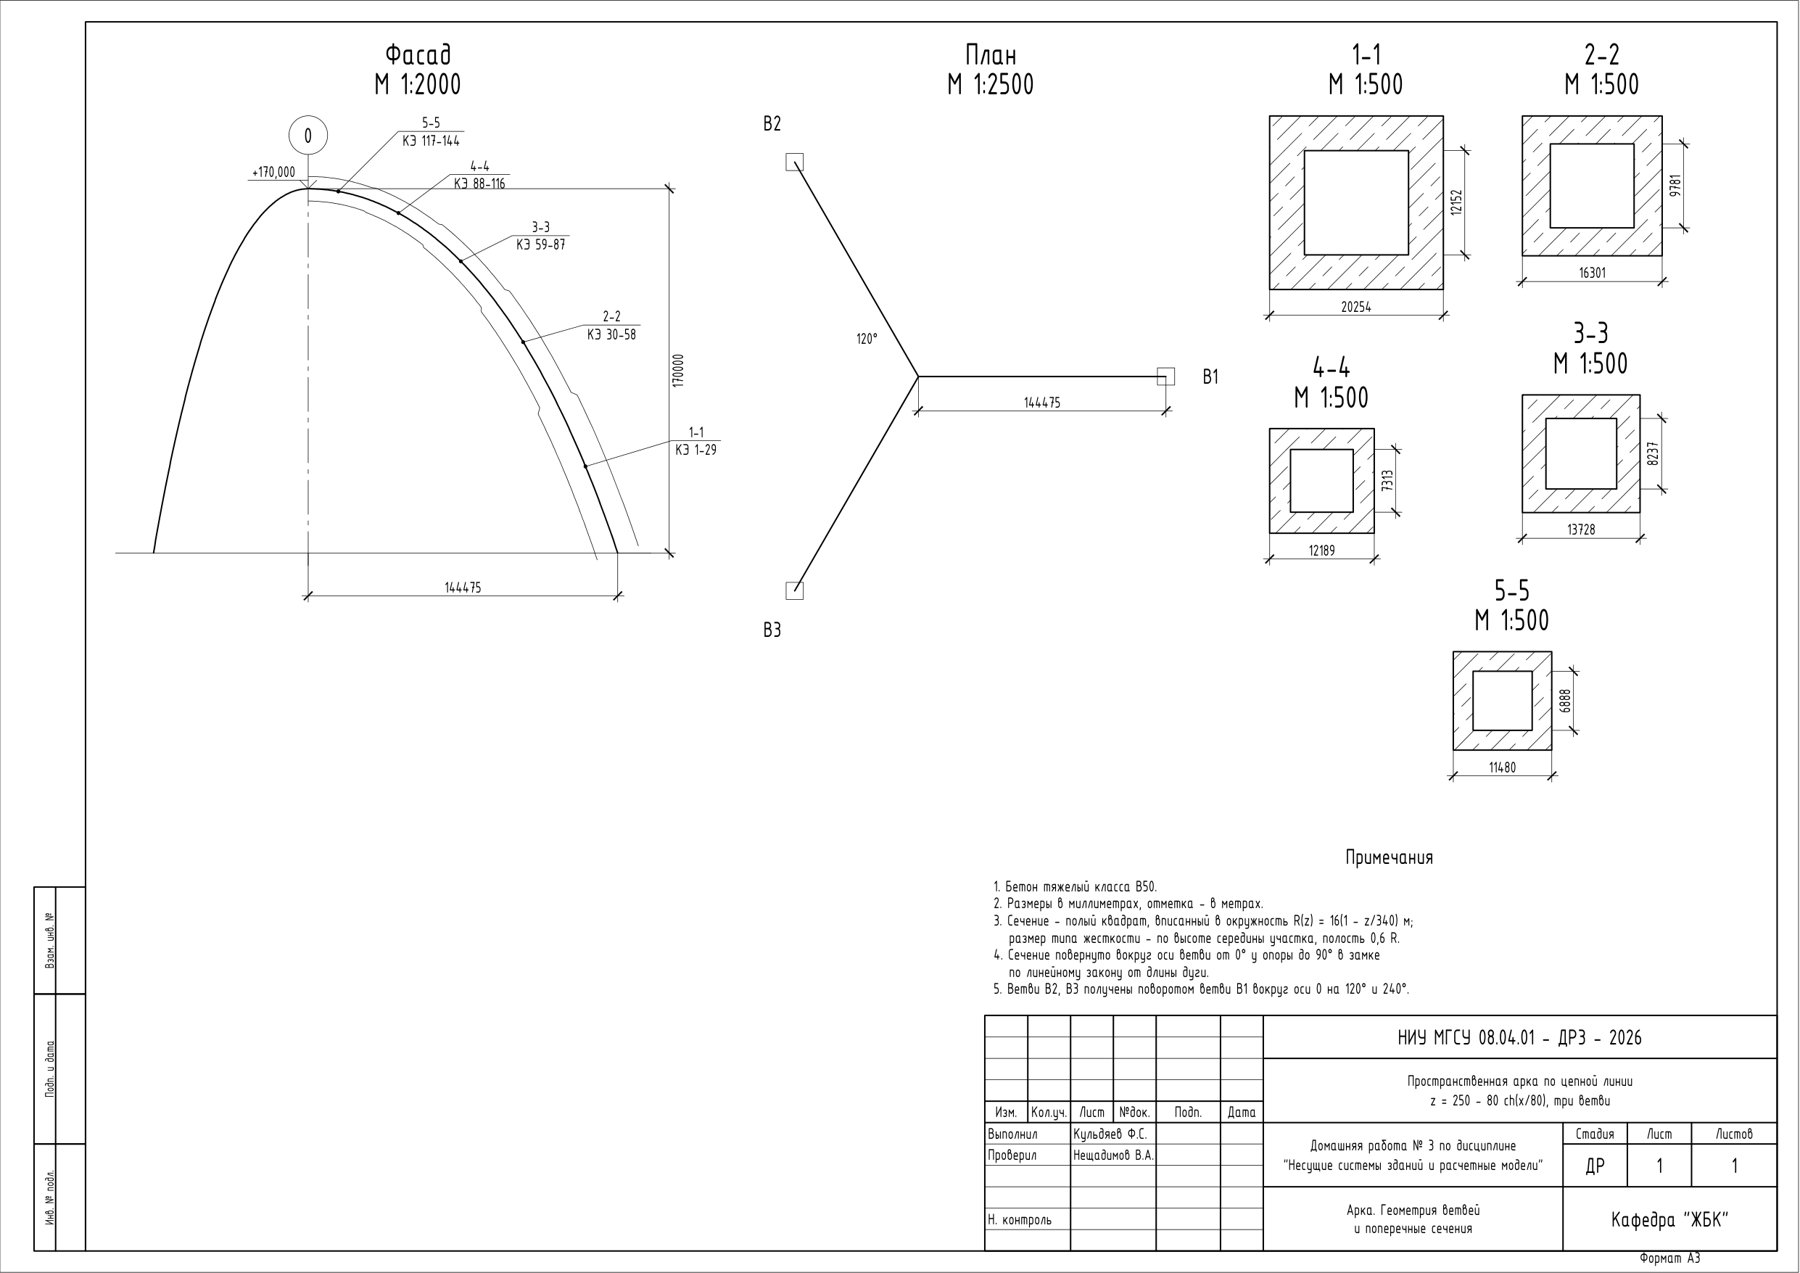 Фасад
М 1:2000
0
+170,000
5-5
КЭ 117-144
4-4
КЭ 88-116
3-3
КЭ 59-87
2-2
КЭ 30-58
1-1
КЭ 1-29
170000
144475
План
М 1:2500
В2
120°
В1
144475
В3
1-1
М 1:500
12152
20254
2-2
М 1:500
9781
16301
3-3
М 1:500
8237
13728
4-4
М 1:500
7313
12189
5-5
М 1:500
6888
11480
Примечания
1. Бетон тяжелый класса В50.
2. Размеры в миллиметрах, отметка - в метрах.
3. Сечение - полый квадрат, вписанный в окружность R(z) = 16(1 - z/340) м;
размер типа жесткости - по высоте середины участка, полость 0,6 R.
4. Сечение повернуто вокруг оси ветви от 0° у опоры до 90° в замке
по линейному закону от длины дуги.
5. Ветви В2, В3 получены поворотом ветви В1 вокруг оси 0 на 120° и 240°.
Взам. инв. №
Подп. и дата
Инв. № подл.
НИУ МГСУ 08.04.01 - ДР3 - 2026
Пространственная арка по цепной линии
z = 250 - 80 ch(x/80), три ветви
Изм. Кол.уч. Лист №док. Подп. Дата
Выполнил Кульдяев Ф.С.
Проверил Нещадимов В.А.
Н. контроль
Домашняя работа № 3 по дисциплине
"Несущие системы зданий и расчетные модели"
Стадия Лист Листов
ДР 1 1
Арка. Геометрия ветвей
и поперечные сечения
Кафедра "ЖБК"
Формат А3